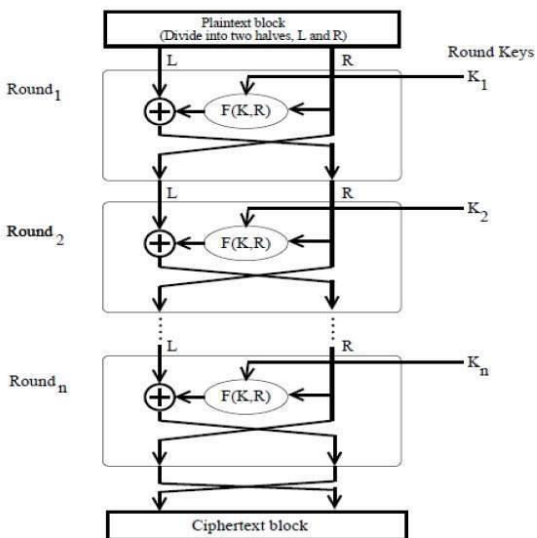 Plaintext block
(Divide into two halves, L and R)
Round Keys
L
R
K1
Round1
F(K,R)
L
R
K2
Round2
F(K,R)
L
R
Kn
Roundn
F(K,R)
Ciphertext block